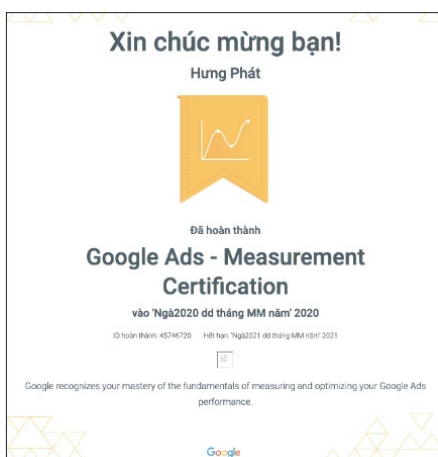 Xin chúc mừng bạn!
Hưng Phát
Đã hoàn thành
Google Ads - Measurement
Certification
vào 'Ngà2020 dd tháng MM năm' 2020
ID hoàn thành: 45746720 Hết hạn: 'Ngà2021 dd tháng MM năm' 2021
Google recognizes your mastery of the fundamentals of measuring and optimizing your Google Ads
performance.
Google